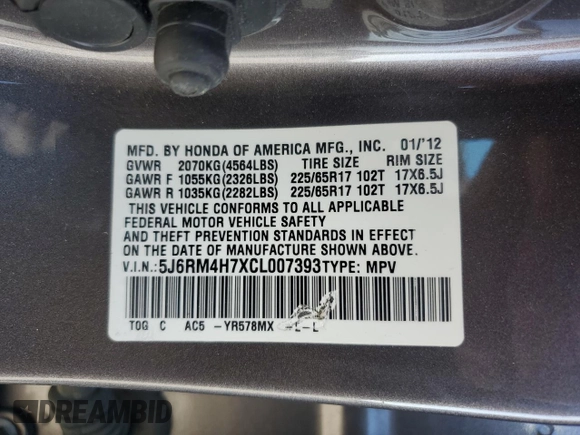 MFD. BY HONDA OF AMERICA MFG., INC. 01/'12
GVWR 2070KG(4564LBS) TIRE SIZE RIM SIZE
GAWR F 1055KG(2326LBS) 225/65R17 102T 17X6.5J
GAWR R 1035KG(2282LBS) 225/65R17 102T 17X6.5J
THIS VEHICLE CONFORMS TO ALL APPLICABLE
FEDERAL MOTOR VEHICLE SAFETY
AND THEFT PREVENTION STANDARDS IN EFFECT
ON THE DATE OF MANUFACTURE SHOWN ABOVE.
V.I.N.:5J6RM4H7XCL007393TYPE: MPV
TOG C AC5 -YR578MX -L-L
DREAMBID